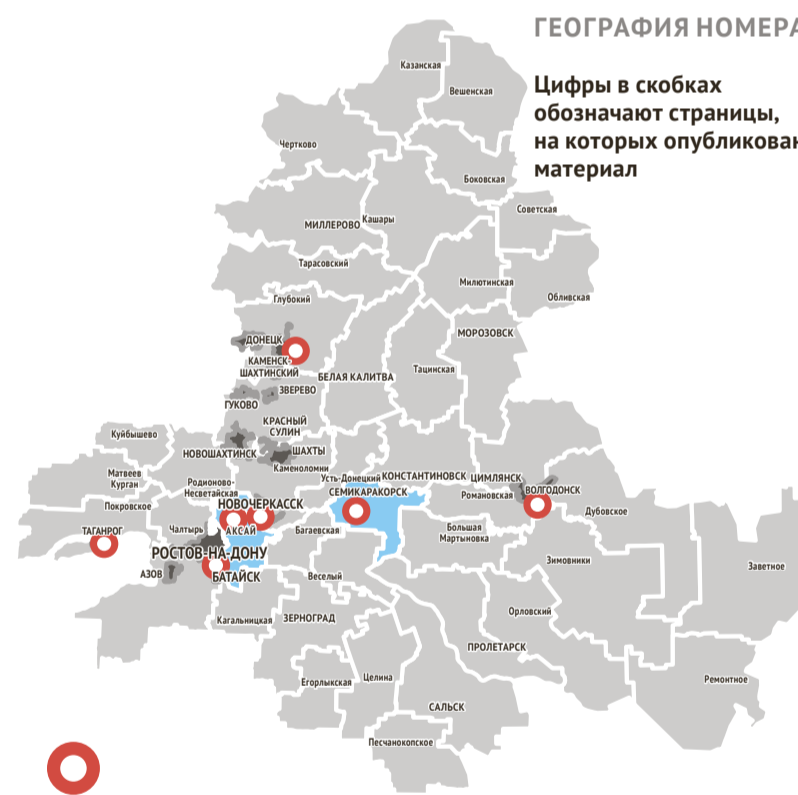 ГЕОГРАФИЯ НОМЕРА
Цифры в скобках
обозначают страницы,
на которых опубликован
материал
Казанская
Вешенская
Чертково
Боковская
Советская
МИЛЛЕРОВО
Кашары
Тарасовский
Милютинская
Обливская
Глубокий
ДОНЕЦК
МОРОЗОВСК
КАМЕНСК-
ШАХТИНСКИЙ
Тацинская
БЕЛАЯ КАЛИТВА
ЗВЕРЕВО
ГУКОВО
КРАСНЫЙ
СУЛИН
Куйбышево
НОВОШАХТИНСК
ШАХТЫ
Каменоломни
Матвеев
Курган
Родионово-
Несветайская
Усть-Донецкий
КОНСТАНТИНОВСК
ЦИМЛЯНСК
СЕМИКАРАКОРСК
Романовская
ВОЛГОДОНСК
Покровское
НОВОЧЕРКАССК
Дубовское
ТАГАНРОГ
Чалтырь
АКСАЙ
Багаевская
Большая
Мартыновка
РОСТОВ-НА-ДОНУ
Зимовники
Заветное
АЗОВ
БАТАЙСК
Веселый
Кагальницкая
ЗЕРНОГРАД
Орловский
ПРОЛЕТАРСК
Егорлыкская
Целина
Ремонтное
САЛЬСК
Песчанокопское